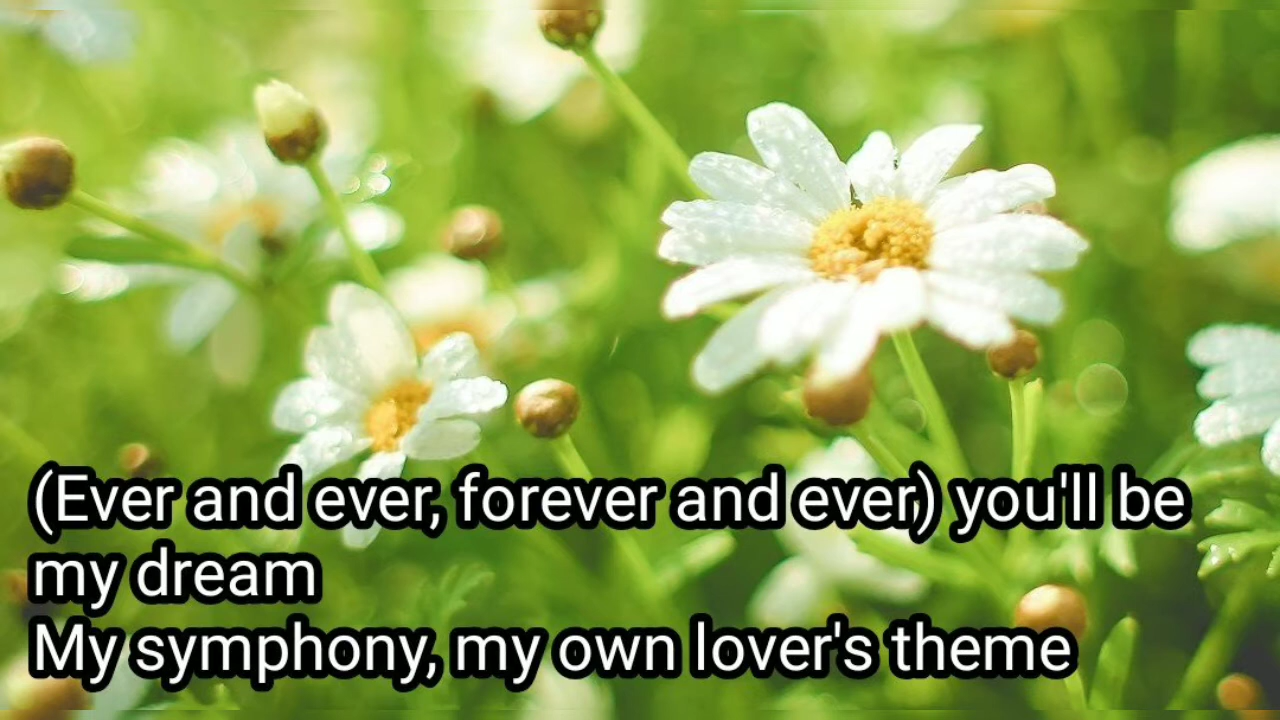 (Ever and ever, forever and ever) you'll be
my dream
My symphony, my own lover's theme